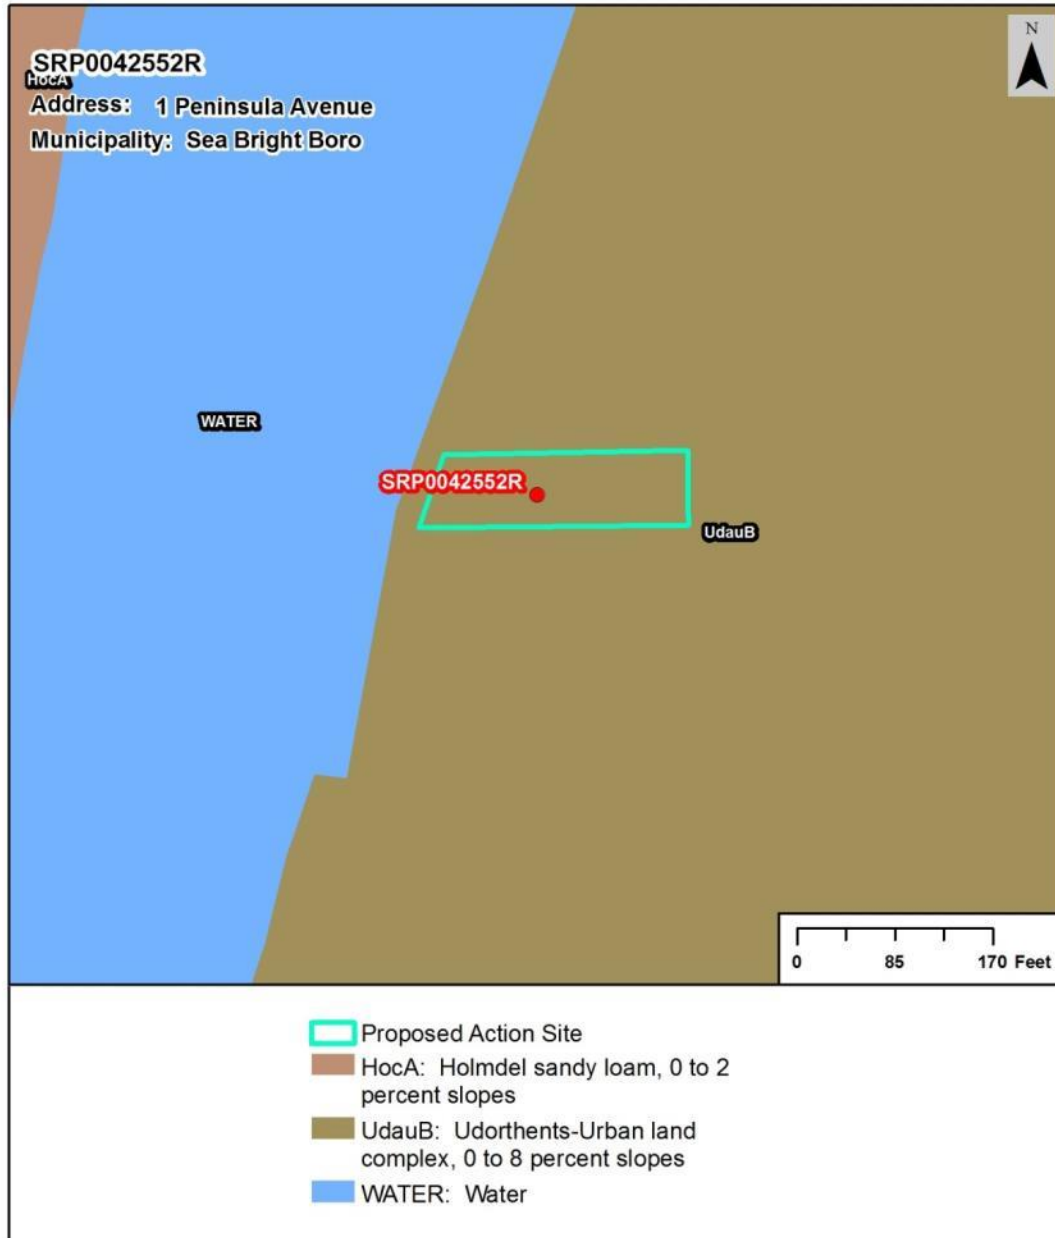 N
SRP0042552R
HocA
Address: 1 Peninsula Avenue
Municipality: Sea Bright Boro
WATER
SRP0042552R
UdauB
0 85 170 Feet
Proposed Action Site
HocA: Holmdel sandy loam, 0 to 2
percent slopes
UdauB: Udorthents-Urban land
complex, 0 to 8 percent slopes
WATER: Water